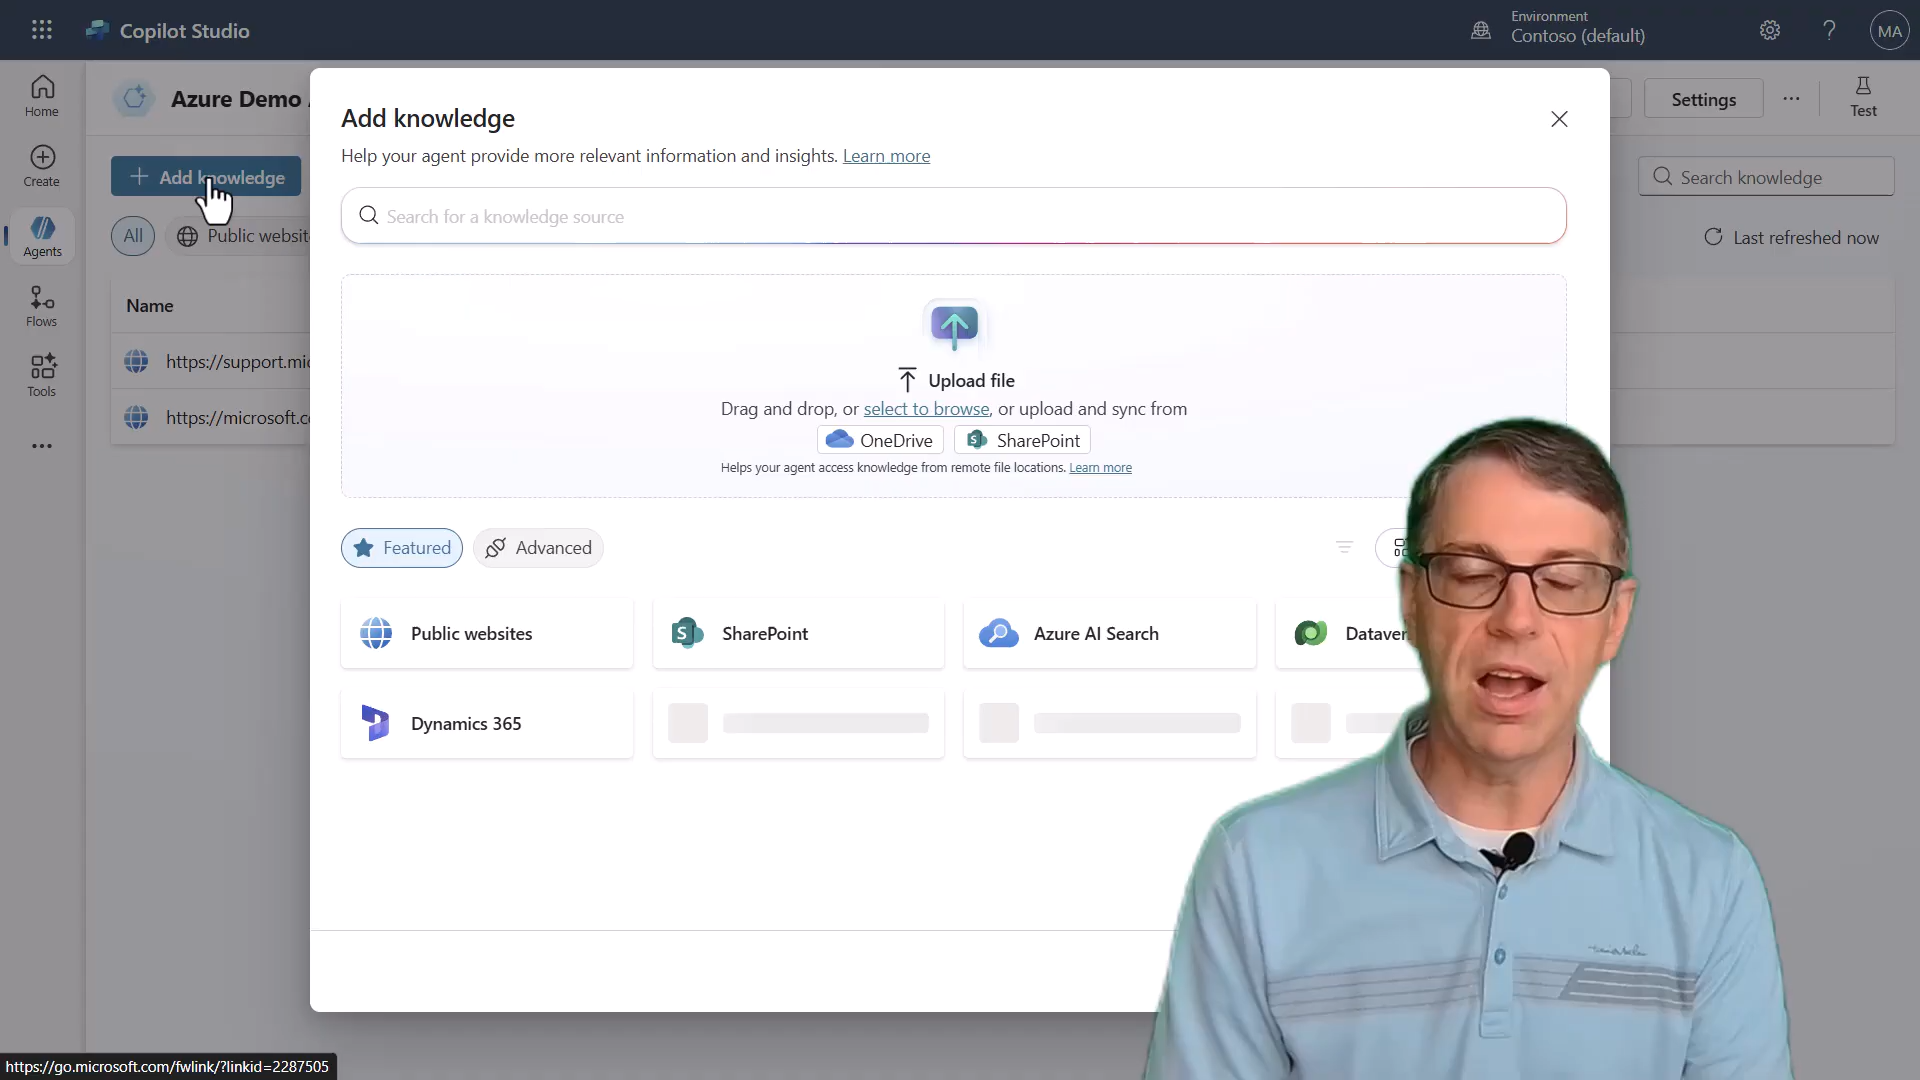 Copilot Studio
Environment
Contoso (default)
MA
Home
Create
Agents
Flows
Tools
Azure Demo
Settings
Test
Add knowledge
Search knowledge
All
Public websit
Last refreshed now
Name
https://support.mic
https://microsoft.c
Add knowledge
Help your agent provide more relevant information and insights. Learn more
Search for a knowledge source
Upload file
Drag and drop, or select to browse, or upload and sync from
OneDrive
SharePoint
Helps your agent access knowledge from remote file locations. Learn more
Featured
Advanced
Public websites
SharePoint
Azure AI Search
Dataver
Dynamics 365
https://go.microsoft.com/fwlink/?linkid=2287505